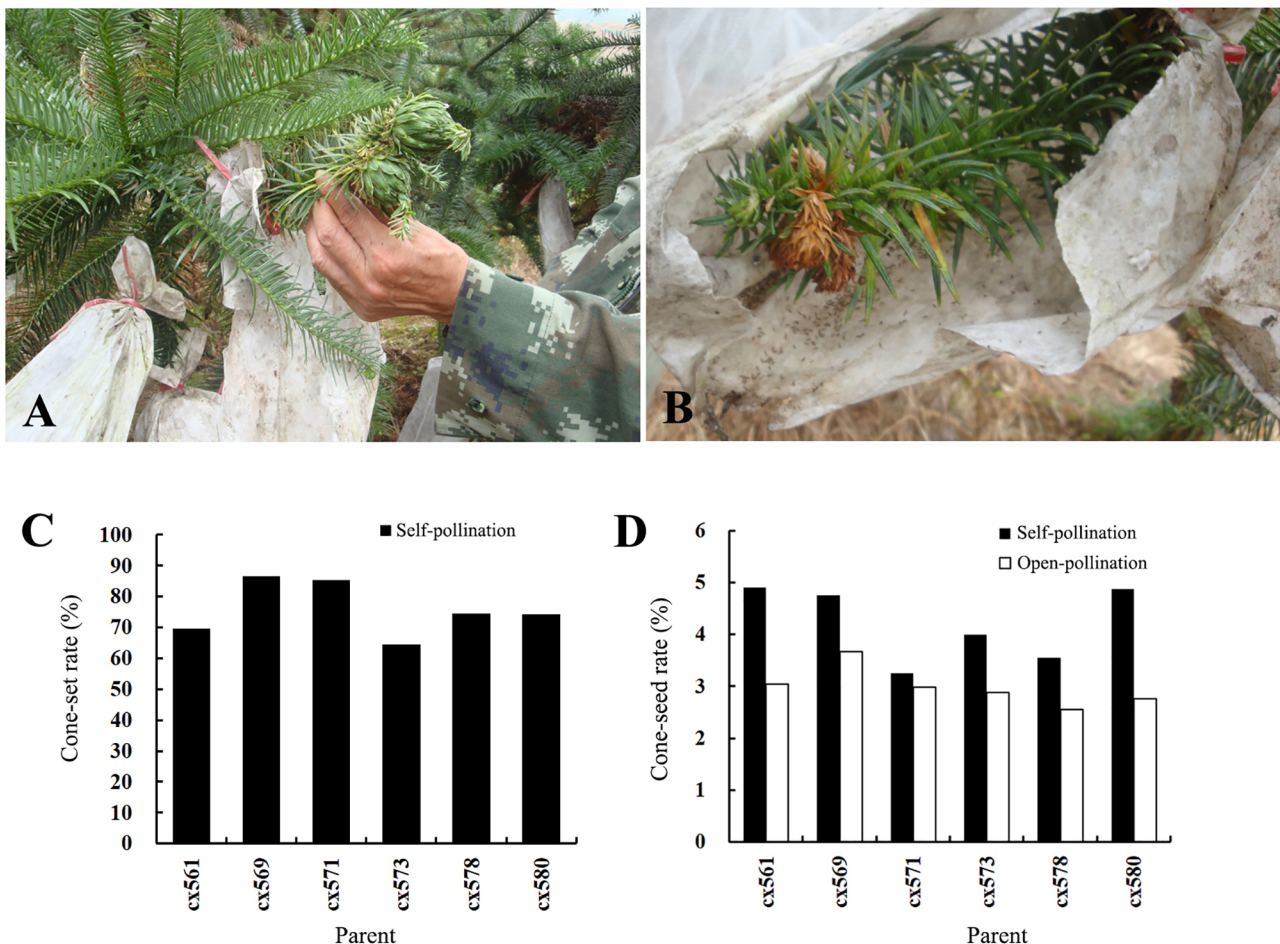 A
B
C
Self-pollination
Cone-set rate (%)
100
90
80
70
60
50
40
30
20
10
0
cx561
cx569
cx571
cx573
cx578
cx580
Parent
D
Self-pollination
Open-pollination
Cone-seed rate (%)
6
5
4
3
2
1
0
cx561
cx569
cx571
cx573
cx578
cx580
Parent